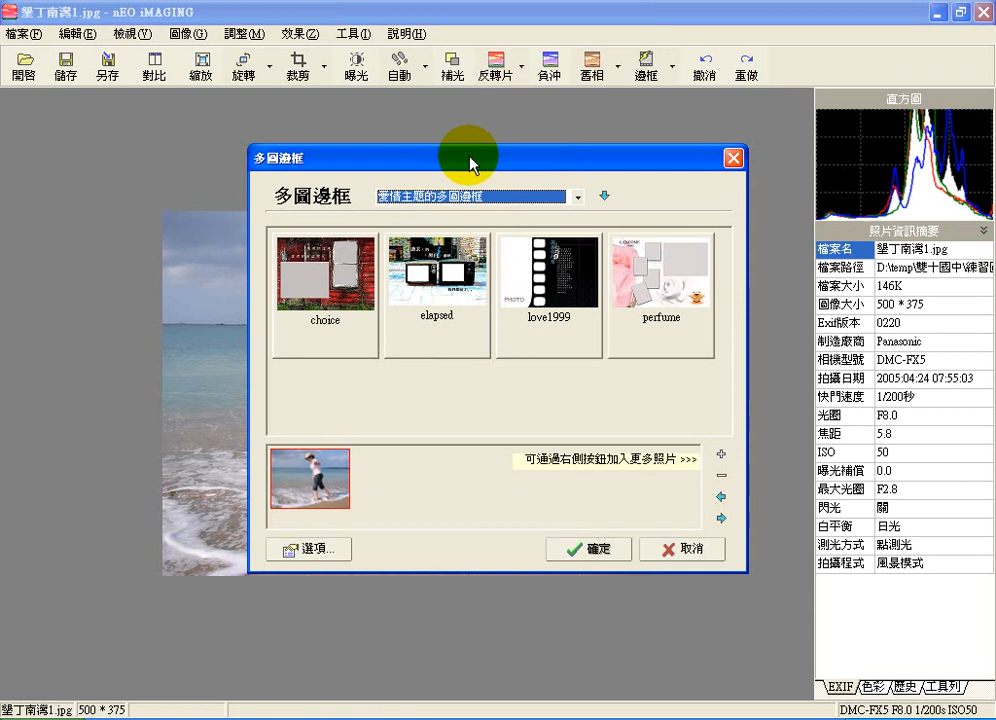 墾丁南灣1.jpg - nEO iMAGING
檔案(F) 編輯(E) 檢視(V) 圖像(G) 調整(M) 效果(Z) 工具(I) 說明(H)
開啓 儲存 另存 對比 縮放 旋轉 裁剪 曝光 自動 補光 反轉片 負沖 舊相 邊框 撤消 重做
直方圖
多圖邊框
多圖邊框 愛情主題的多圖邊框
PHOTO
choice elapsed love1999 perfume
可通過右側按鈕加入更多照片 >>>
選項... 確定 取消
照片資訊摘要
檔案名 墾丁南灣1.jpg
檔案路徑 D:\temp\雙十國中\練習
檔案大小 146K
圖像大小 500 * 375
Exif版本 0220
制造廠商 Panasonic
相機型號 DMC-FX5
拍攝日期 2005:04:24 07:55:03
快門速度 1/200秒
光圈 F8.0
焦距 5.8
ISO 50
曝光補償 0.0
最大光圈 F2.8
閃光 關
白平衡 日光
測光方式 點測光
拍攝程式 風景模式
EXIF 色彩 歷史 工具列
墾丁南灣1.jpg 500 * 375 DMC-FX5 F8.0 1/200s ISO50